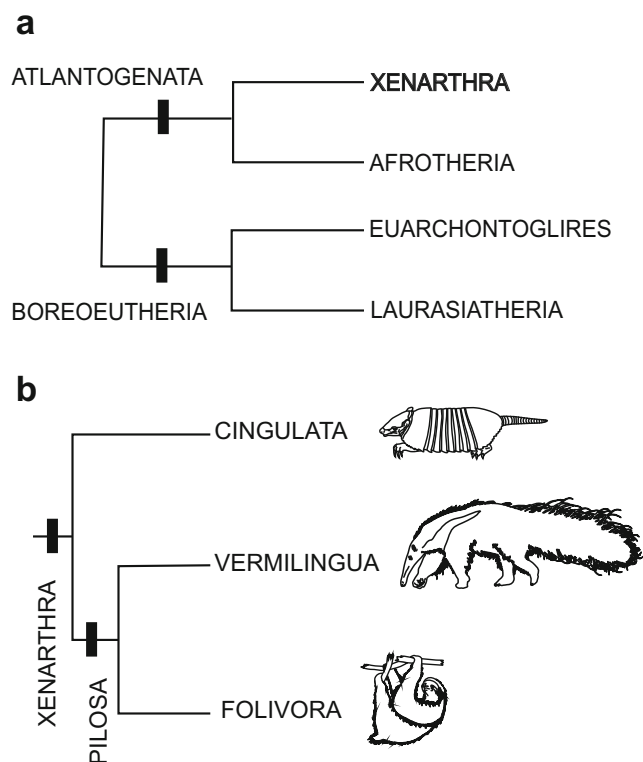 a
ATLANTOGENATA
XENARTHRA
AFROTHERIA
EUARCHONTOGLIRES
BOREOEUTHERIA
LAURASIATHERIA
b
CINGULATA
VERMILINGUA
XENARTHRA
PILOSA
FOLIVORA